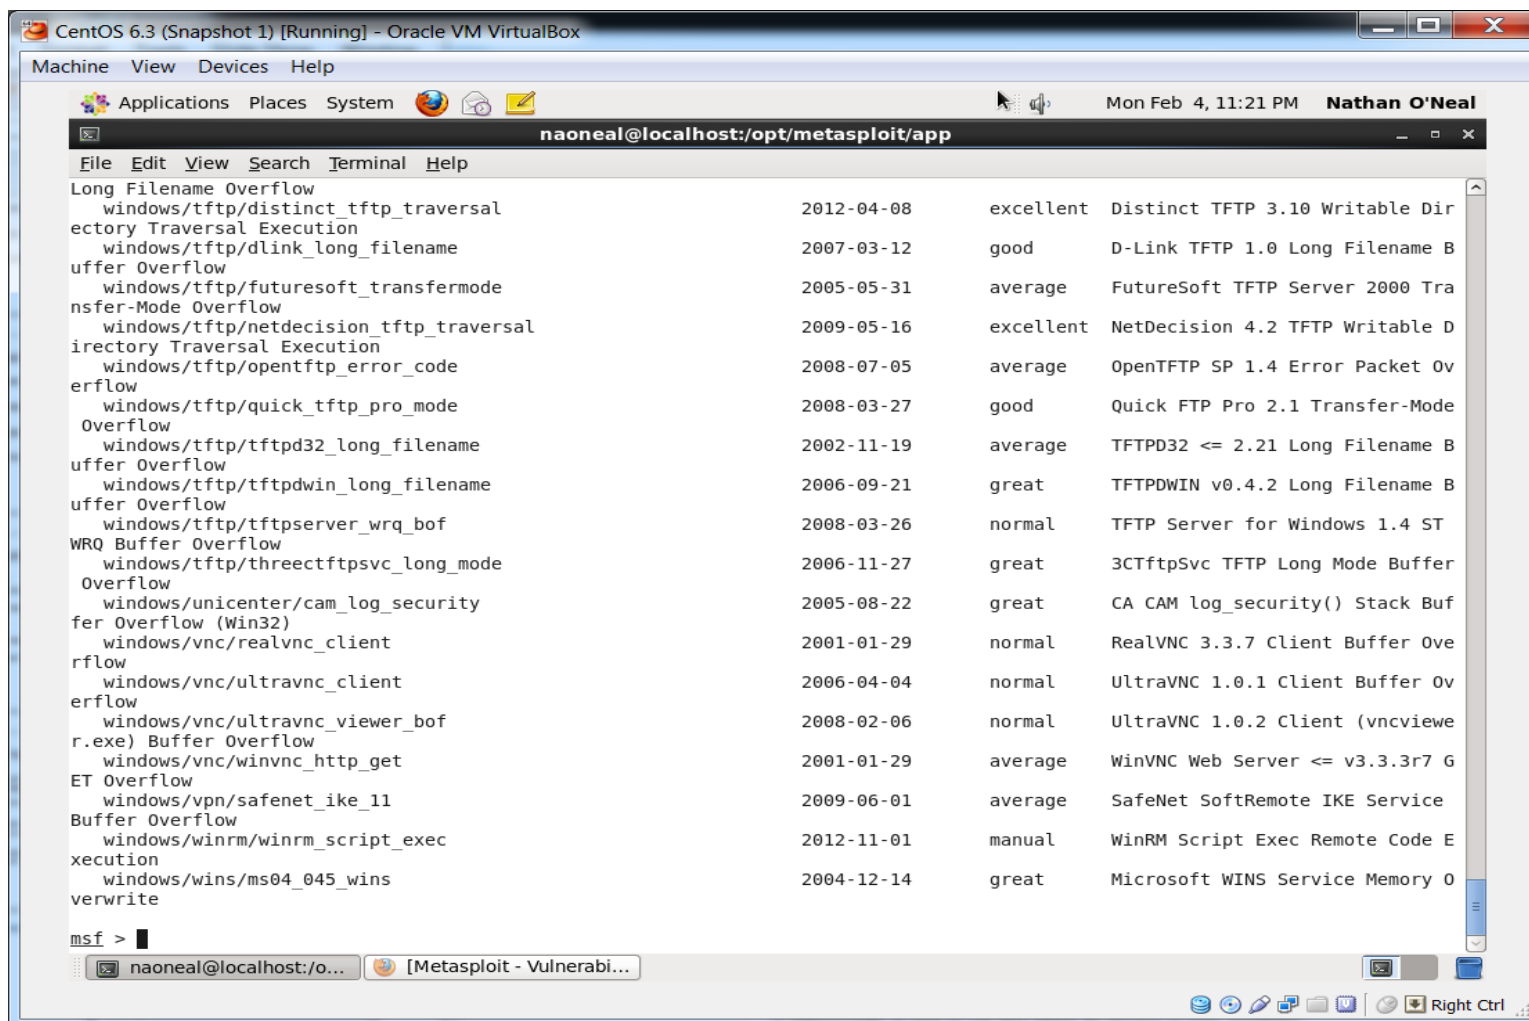 CentOS 6.3 (Snapshot 1) [Running] - Oracle VM VirtualBox
Machine View Devices Help
Applications Places System Mon Feb 4, 11:21 PM Nathan O'Neal
naoneal@localhost:/opt/metasploit/app
File Edit View Search Terminal Help
Long Filename Overflow
windows/tftp/distinct_tftp_traversal 2012-04-08 excellent Distinct TFTP 3.10 Writable Dir
ectory Traversal Execution
windows/tftp/dlink_long_filename 2007-03-12 good D-Link TFTP 1.0 Long Filename B
uffer Overflow
windows/tftp/futuresoft_transfermode 2005-05-31 average FutureSoft TFTP Server 2000 Tra
nsfer-Mode Overflow
windows/tftp/netdecision_tftp_traversal 2009-05-16 excellent NetDecision 4.2 TFTP Writable D
irectory Traversal Execution
windows/tftp/opentftp_error_code 2008-07-05 average OpenTFTP SP 1.4 Error Packet Ov
erflow
windows/tftp/quick_tftp_pro_mode 2008-03-27 good Quick FTP Pro 2.1 Transfer-Mode
Overflow
windows/tftp/tftpd32_long_filename 2002-11-19 average TFTPD32 <= 2.21 Long Filename B
uffer Overflow
windows/tftp/tftpdwin_long_filename 2006-09-21 great TFTPDWIN v0.4.2 Long Filename B
uffer Overflow
windows/tftp/tftpserver_wrq_bof 2008-03-26 normal TFTP Server for Windows 1.4 ST
WRQ Buffer Overflow
windows/tftp/threectftpsvc_long_mode 2006-11-27 great 3CTftpSvc TFTP Long Mode Buffer
Overflow
windows/unicenter/cam_log_security 2005-08-22 great CA CAM log_security() Stack Buf
fer Overflow (Win32)
windows/vnc/realvnc_client 2001-01-29 normal RealVNC 3.3.7 Client Buffer Ove
rflow
windows/vnc/ultravnc_client 2006-04-04 normal UltraVNC 1.0.1 Client Buffer Ov
erflow
windows/vnc/ultravnc_viewer_bof 2008-02-06 normal UltraVNC 1.0.2 Client (vncviewe
r.exe) Buffer Overflow
windows/vnc/winvnc_http_get 2001-01-29 average WinVNC Web Server <= v3.3.3r7 G
ET Overflow
windows/vpn/safenet_ike_11 2009-06-01 average SafeNet SoftRemote IKE Service
Buffer Overflow
windows/winrm/winrm_script_exec 2012-11-01 manual WinRM Script Exec Remote Code E
xecution
windows/wins/ms04_045_wins 2004-12-14 great Microsoft WINS Service Memory O
verwrite
msf >
naoneal@localhost:/o... [Metasploit - Vulnerabi...
Right Ctrl